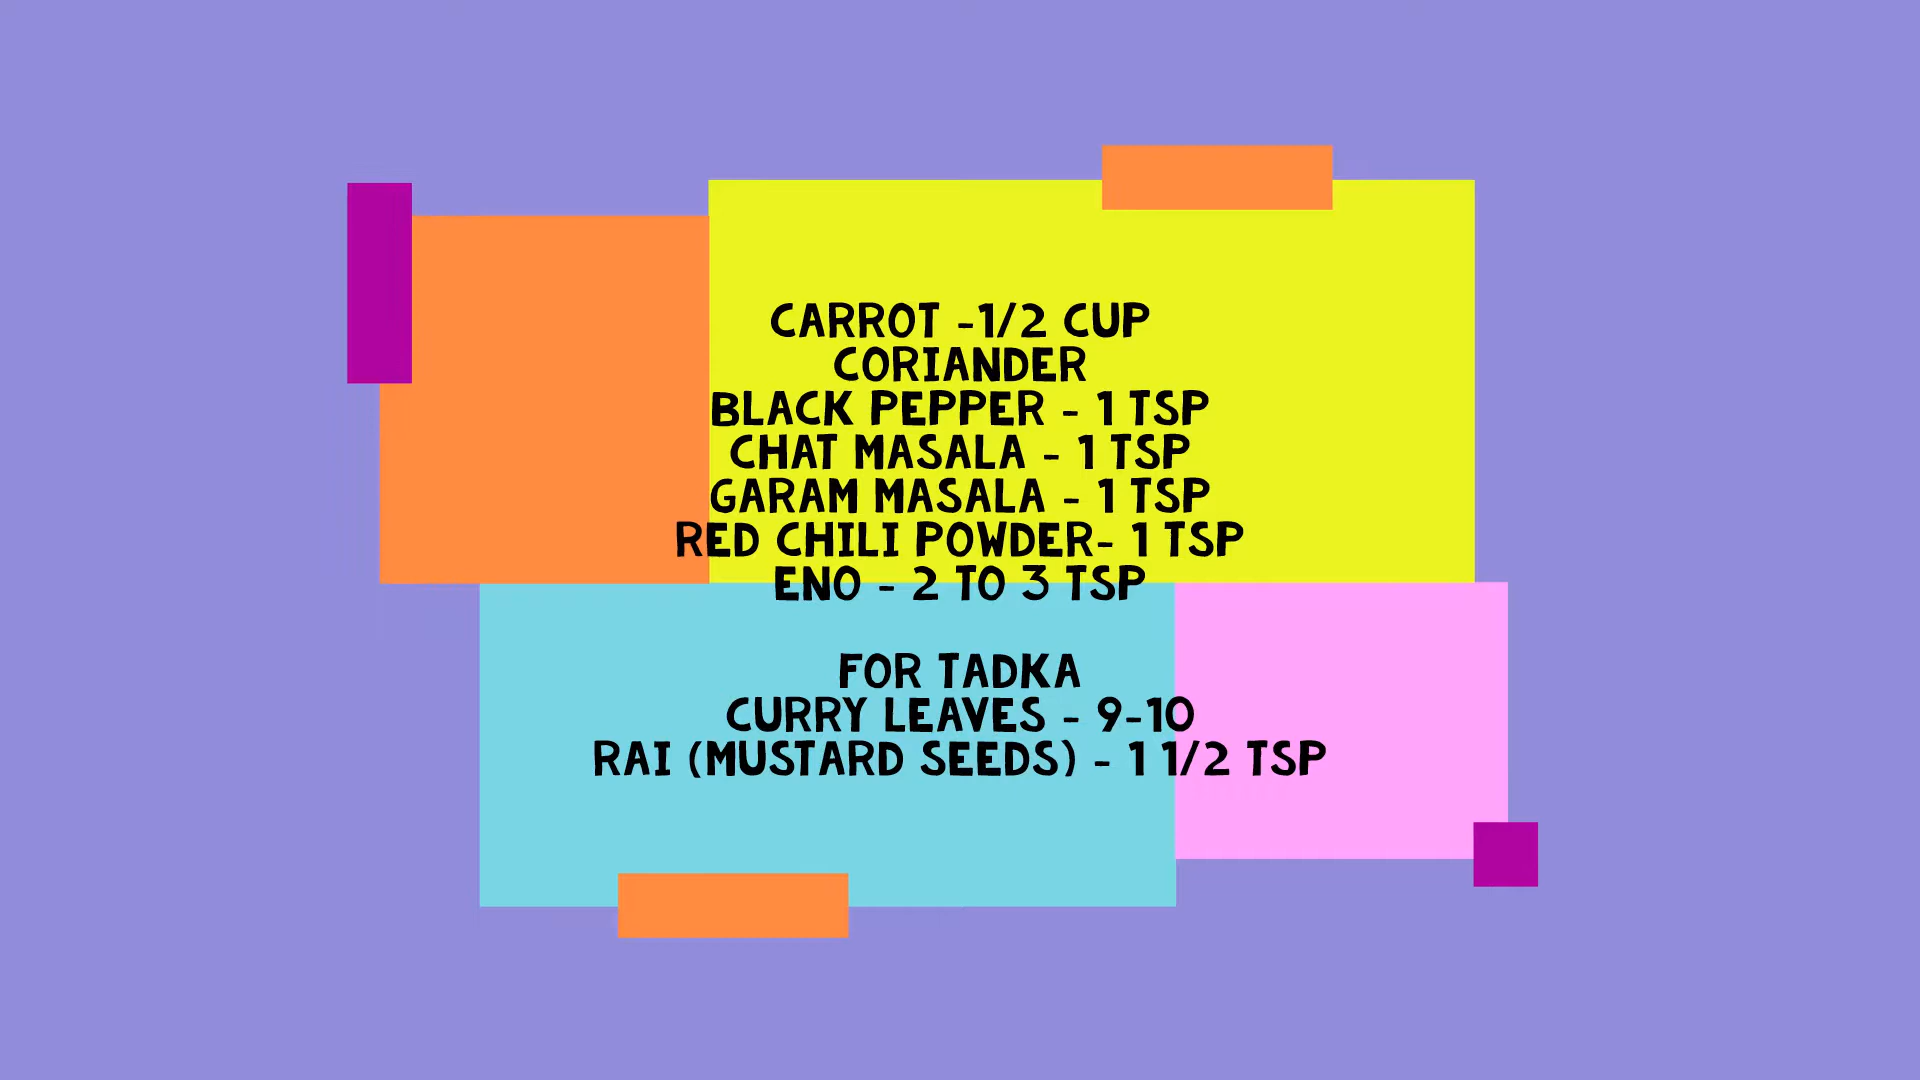 CARROT -1/2 CUP
CORIANDER
BLACK PEPPER - 1 TSP
CHAT MASALA - 1 TSP
GARAM MASALA - 1 TSP
RED CHILI POWDER- 1 TSP
ENO - 2 TO 3 TSP
FOR TADKA
CURRY LEAVES - 9-10
RAI (MUSTARD SEEDS) - 1 1/2 TSP